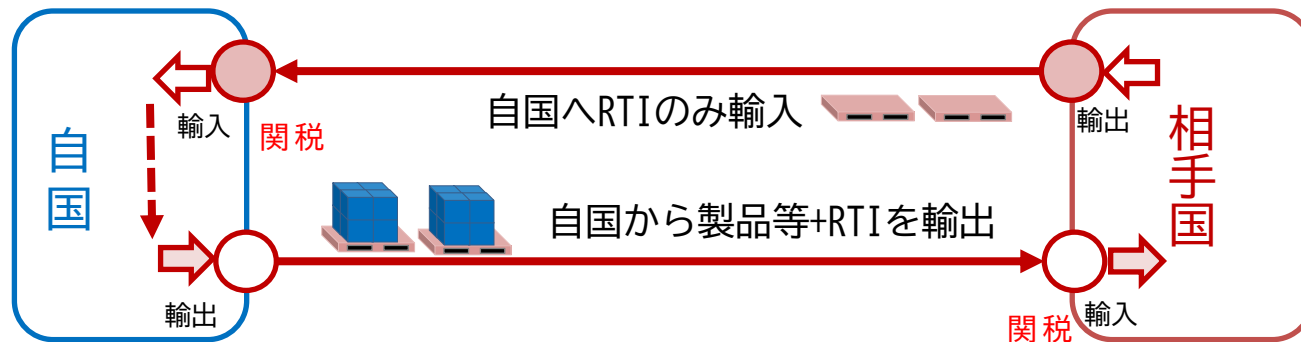 自国
輸入
関税
自国へRTIのみ輸入
輸出
相手国
自国から製品等+RTIを輸出
輸出
関税
輸入